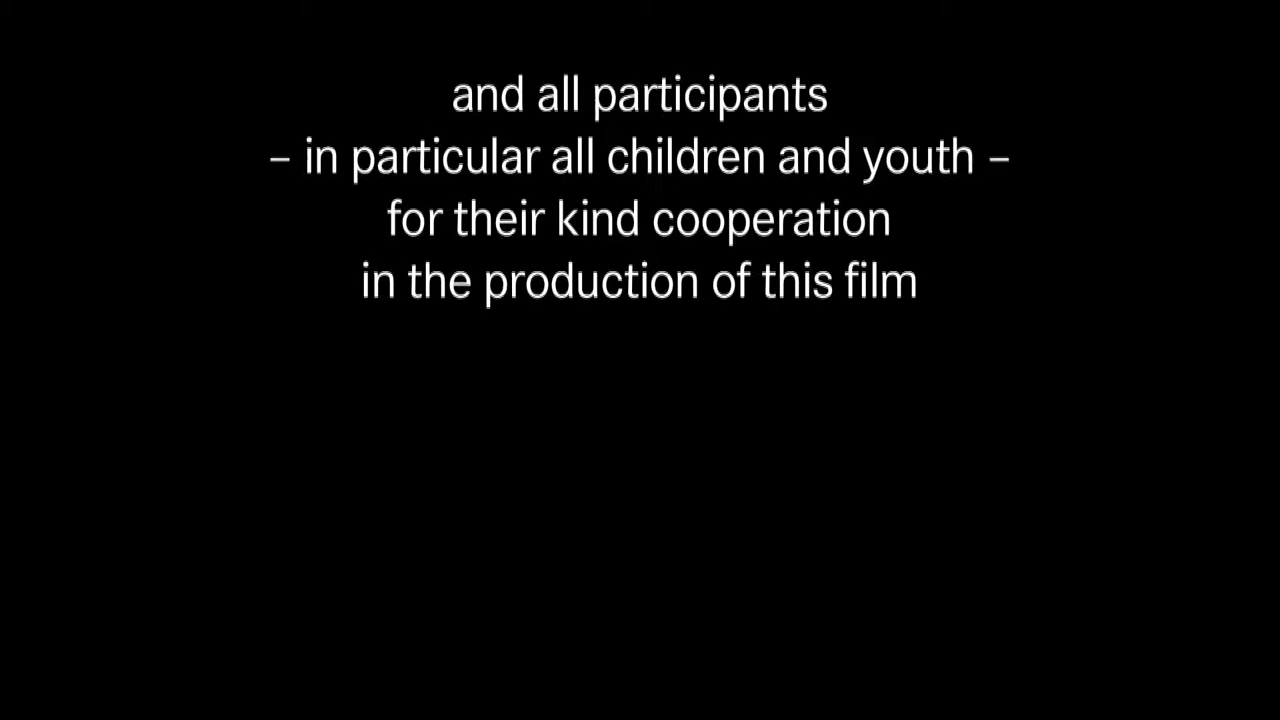 and all participants
– in particular all children and youth –
for their kind cooperation
in the production of this film